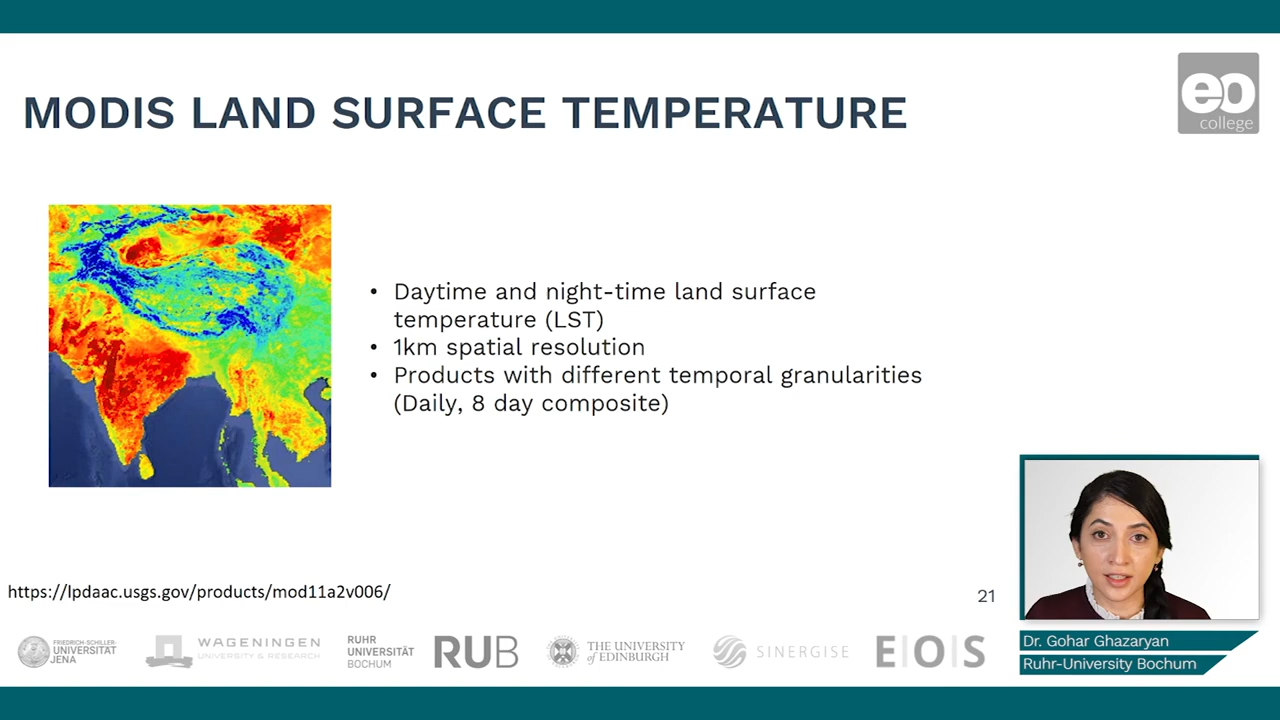 MODIS LAND SURFACE TEMPERATURE
eo
college
• Daytime and night-time land surface
temperature (LST)
• 1km spatial resolution
• Products with different temporal granularities
(Daily, 8 day composite)
https://lpdaac.usgs.gov/products/mod11a2v006/
21
Dr. Gohar Ghazaryan
Ruhr-University Bochum
FRIEDRICH-SCHILLER-
UNIVERSITÄT
JENA
WAGENINGEN
UNIVERSITY & RESEARCH
RUHR
UNIVERSITÄT
BOCHUM
RUB
THE UNIVERSITY
of EDINBURGH
SINERGISE
E|O|S